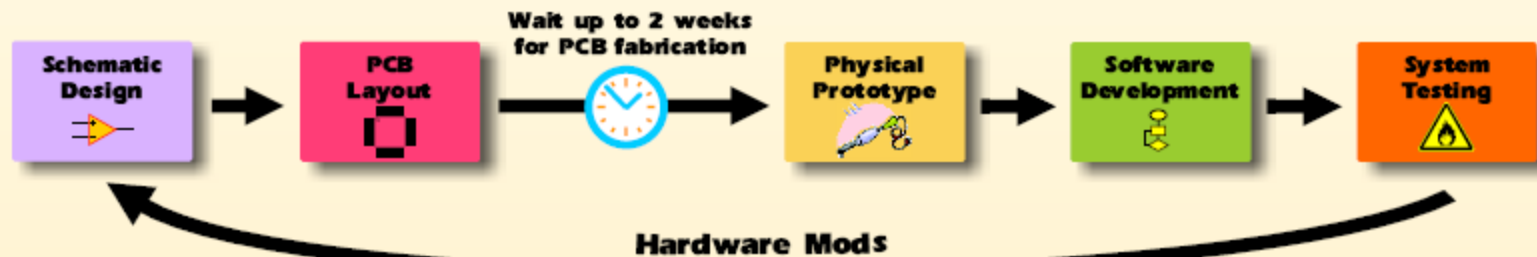 Wait up to 2 weeks
for PCB fabrication
Schematic
Design
PCB
Layout
Physical
Prototype
Software
Development
System
Testing
Hardware Mods